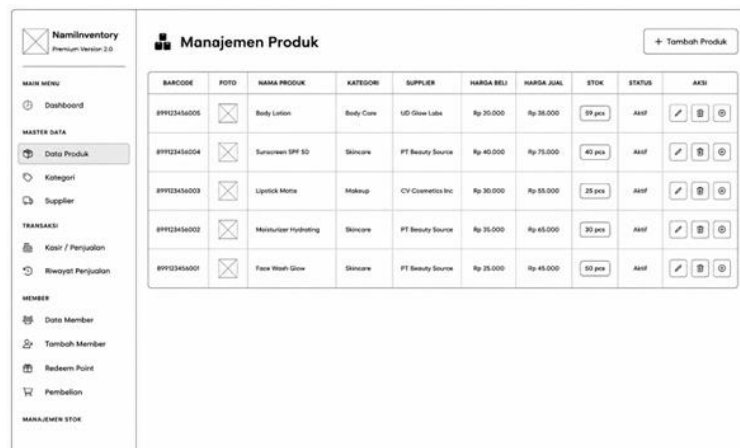 NamiInventory
Premium Version 2.0
MAIN MENU
Dashboard
MASTER DATA
Data Produk
Kategori
Supplier
TRANSAKSI
Kasir / Penjualan
Riwayat Penjualan
MEMBER
Data Member
Tambah Member
Redeem Point
Pembelian
MANAJEMEN STOK
Manajemen Produk
+ Tambah Produk
BARCODE FOTO NAMA PRODUK KATEGORI SUPPLIER HARGA BELI HARGA JUAL STOK STATUS AKSI
899123456005 Body Lotion Body Care UD Glow Labs Rp 20.000 Rp 38.000 59 pcs Aktif
899123456004 Sunscreen SPF 50 Skincare PT Beauty Source Rp 40.000 Rp 75.000 40 pcs Aktif
899123456003 Lipstick Matte Makeup CV Cosmetics Inc Rp 30.000 Rp 55.000 25 pcs Aktif
899123456002 Moisturizer Hydrating Skincare PT Beauty Source Rp 35.000 Rp 65.000 30 pcs Aktif
899123456001 Face Wash Glow Skincare PT Beauty Source Rp 25.000 Rp 45.000 50 pcs Aktif